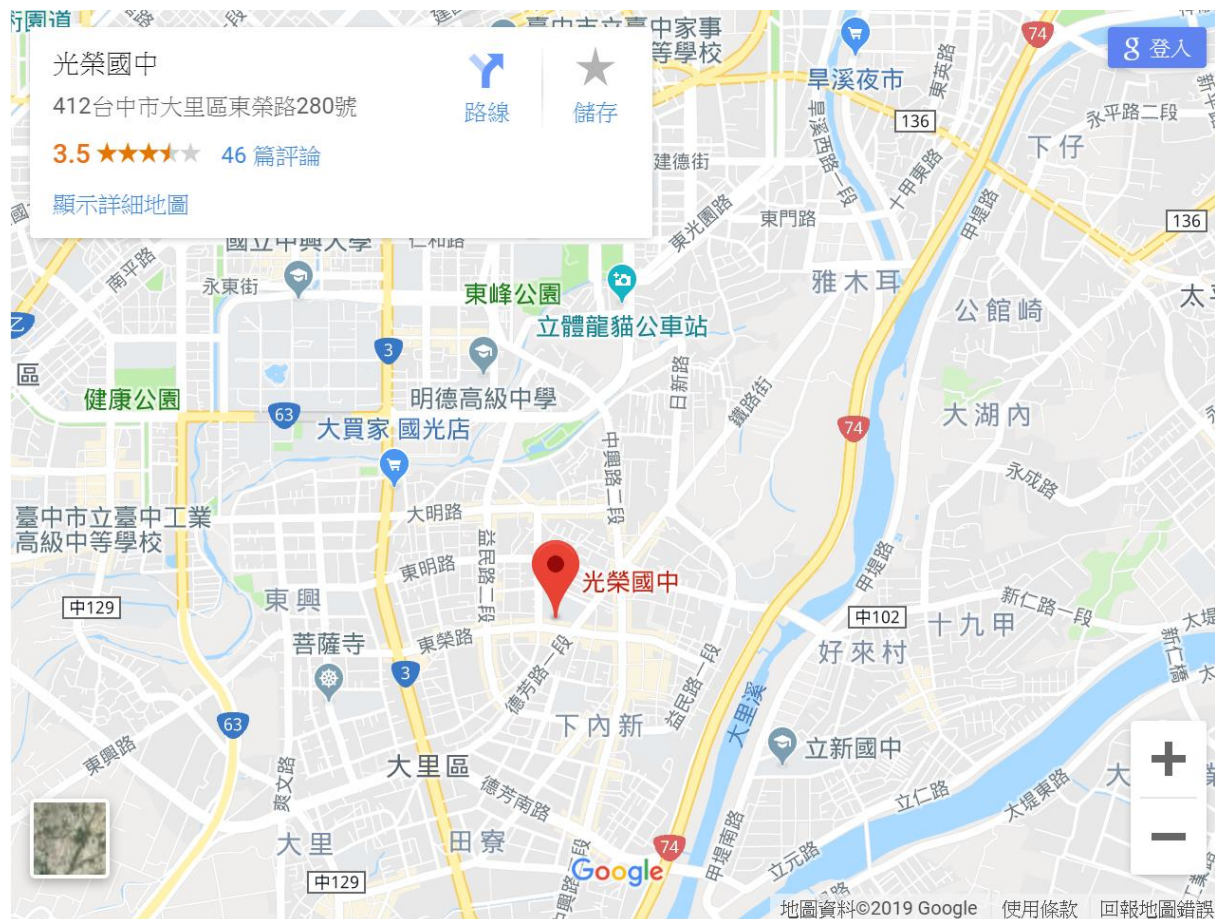 術園道
臺中市立臺中家事
高等學校
光榮國中
412台中市大里區東榮路280號
3.5
46 篇評論
顯示詳細地圖
路線
儲存
74
登入
旱溪夜市
東英路
136
永平路二段
下仔
建德街
旱溪西路一段
十甲東路
東門路
甲堤路
136
東光園路
國立中興大學
仁和路
南平路
永東街
東峰公園
雅木耳
公館崎
立體龍貓公車站
3
區
健康公園
明德高級中學
日新路
鐵路街
63
大買家 國光店
74
大湖內
中興路二段
永成路
大明路
臺中市立臺中工業
高級中等學校
益民路二段
東明路
甲堤路
光榮國中
中129
東興
中102
十九甲
新仁路一段
東榮路
菩薩寺
好來村
新仁橋
3
德芳路一段
益民路一段
大里溪
63
下內新
立新國中
東興路
大里區
爽文路
德芳南路
立仁路
太堤東路
大里
田寮
74
甲堤南路
立元路
中129
Google
地圖資料©2019 Google
使用條款
回報地圖錯誤